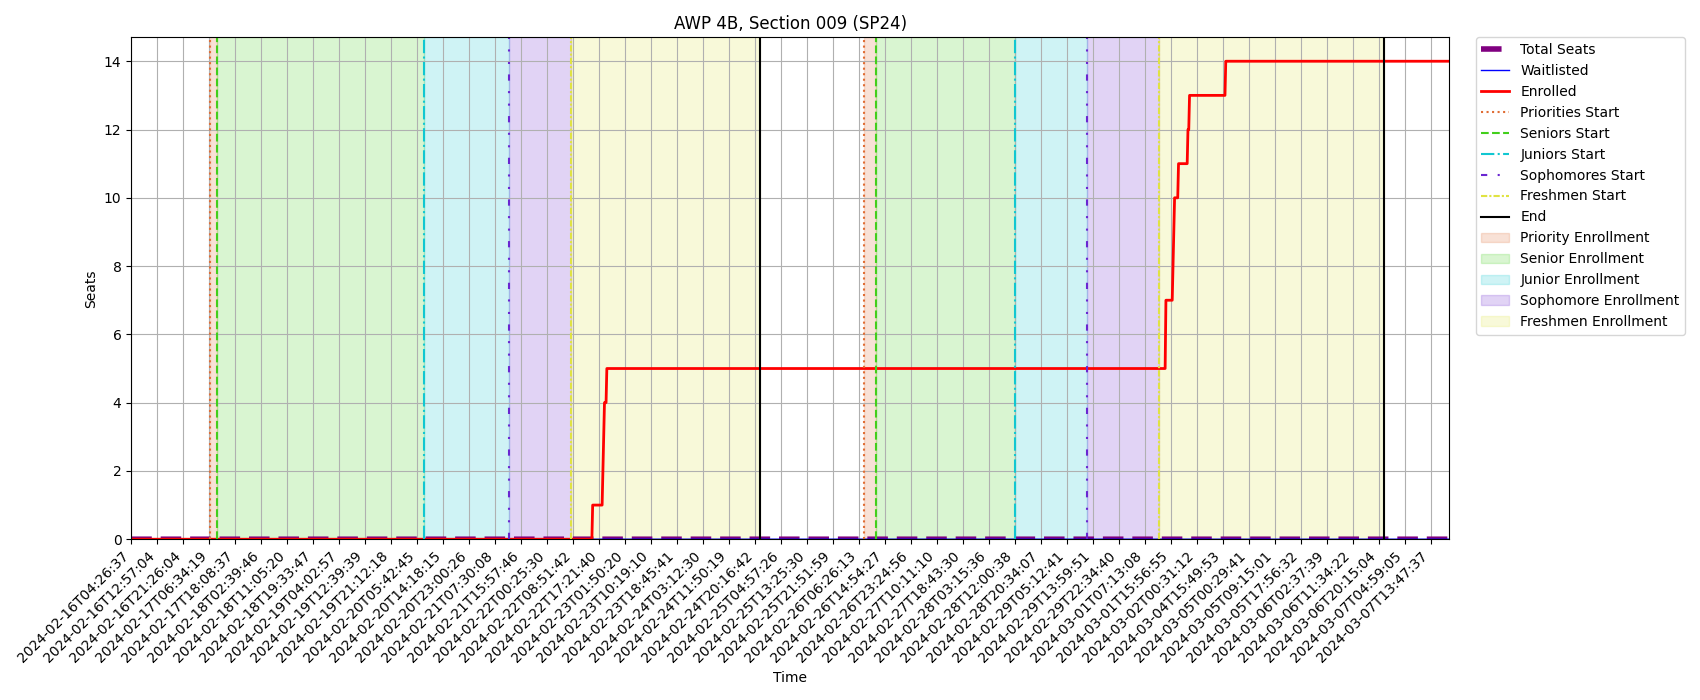 AWP 4B, Section 009 (SP24)
Seats
14
12
10
8
6
4
2
0
2024-02-16T04:26:37
2024-02-16T12:57:04
2024-02-16T21:26:04
2024-02-17T06:34:19
2024-02-17T18:08:37
2024-02-18T02:39:46
2024-02-18T11:05:20
2024-02-18T19:33:47
2024-02-19T04:02:57
2024-02-19T12:39:39
2024-02-19T21:12:18
2024-02-20T05:42:45
2024-02-20T14:18:15
2024-02-20T23:00:26
2024-02-21T07:30:08
2024-02-21T15:57:46
2024-02-22T00:25:30
2024-02-22T08:51:42
2024-02-22T17:21:40
2024-02-23T01:50:20
2024-02-23T10:19:10
2024-02-23T18:45:41
2024-02-24T03:12:30
2024-02-24T11:50:19
2024-02-24T20:16:42
2024-02-25T04:57:26
2024-02-25T13:25:30
2024-02-25T21:51:59
2024-02-26T06:26:13
2024-02-26T14:54:27
2024-02-26T23:24:56
2024-02-27T10:11:10
2024-02-27T18:43:30
2024-02-28T03:15:36
2024-02-28T12:00:38
2024-02-28T20:34:07
2024-02-29T05:12:41
2024-02-29T13:59:51
2024-02-29T22:34:40
2024-03-01T07:13:08
2024-03-01T15:56:55
2024-03-02T00:31:12
2024-03-04T15:49:53
2024-03-05T00:29:41
2024-03-05T09:15:01
2024-03-05T17:56:32
2024-03-06T02:37:39
2024-03-06T11:34:22
2024-03-06T20:15:04
2024-03-07T04:59:05
2024-03-07T13:47:37
Time
Total Seats
Waitlisted
Enrolled
Priorities Start
Seniors Start
Juniors Start
Sophomores Start
Freshmen Start
End
Priority Enrollment
Senior Enrollment
Junior Enrollment
Sophomore Enrollment
Freshmen Enrollment